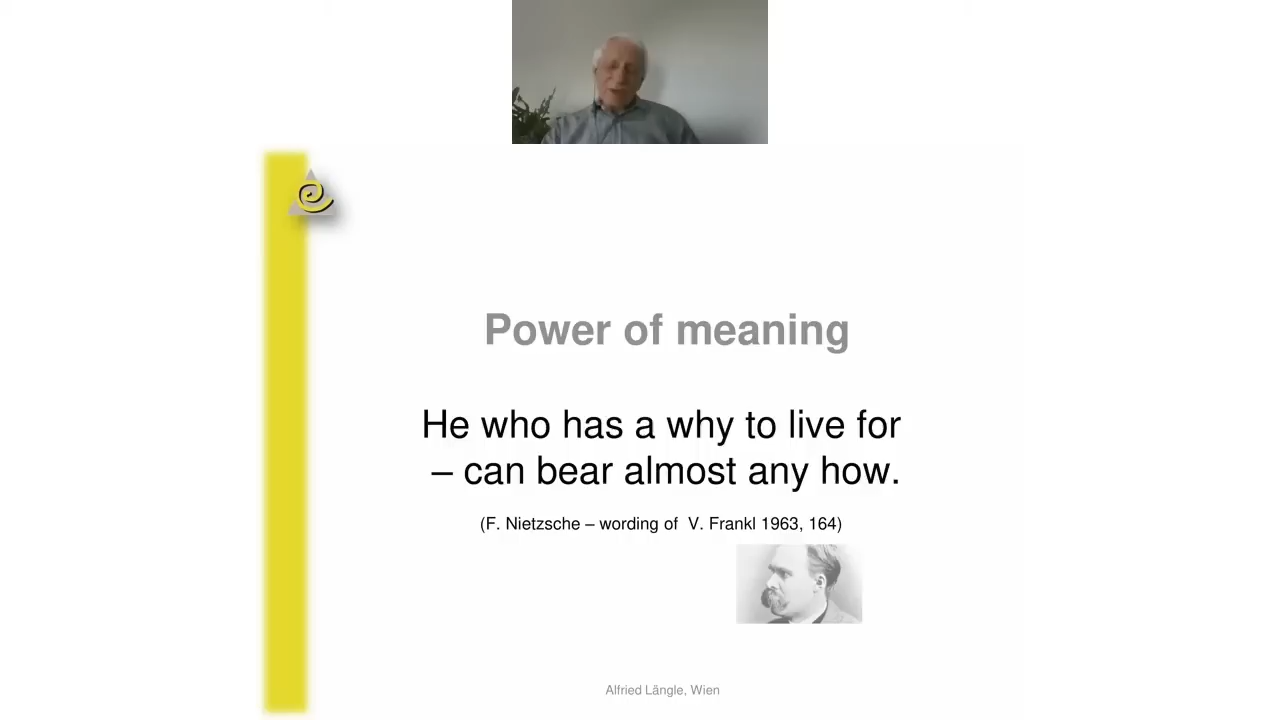 Power of meaning
He who has a why to live for
– can bear almost any how.
(F. Nietzsche – wording of V. Frankl 1963, 164)
Alfried Längle, Wien